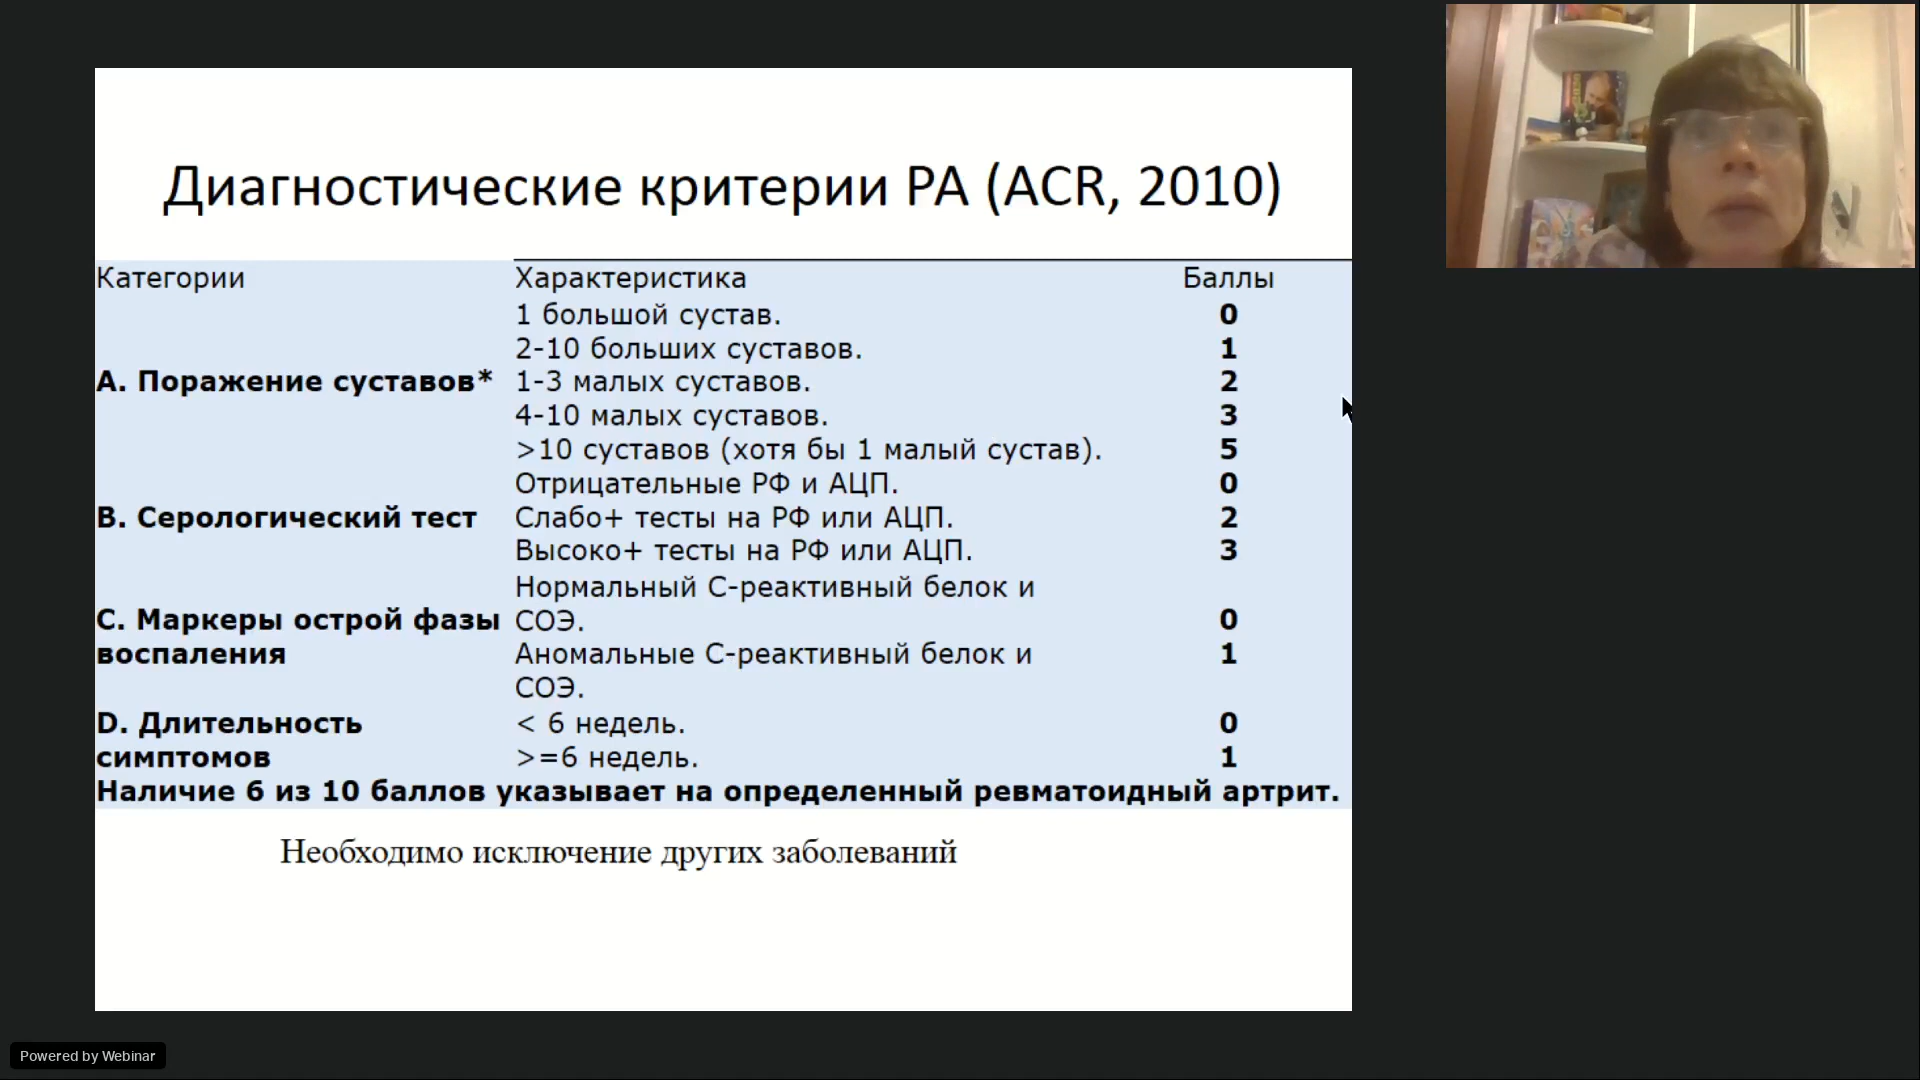 Диагностические критерии РА (ACR, 2010)
Категории Характеристика Баллы
1 большой сустав. 0
2-10 больших суставов. 1
A. Поражение суставов* 1-3 малых суставов. 2
4-10 малых суставов. 3
>10 суставов (хотя бы 1 малый сустав). 5
Отрицательные РФ и АЦП. 0
B. Серологический тест Слабо+ тесты на РФ или АЦП. 2
Высоко+ тесты на РФ или АЦП. 3
Нормальный С-реактивный белок и
C. Маркеры острой фазы СОЭ. 0
воспаления Аномальные С-реактивный белок и 1
СОЭ.
D. Длительность < 6 недель. 0
симптомов >=6 недель. 1
Наличие 6 из 10 баллов указывает на определенный ревматоидный артрит.
Необходимо исключение других заболеваний
Powered by Webinar